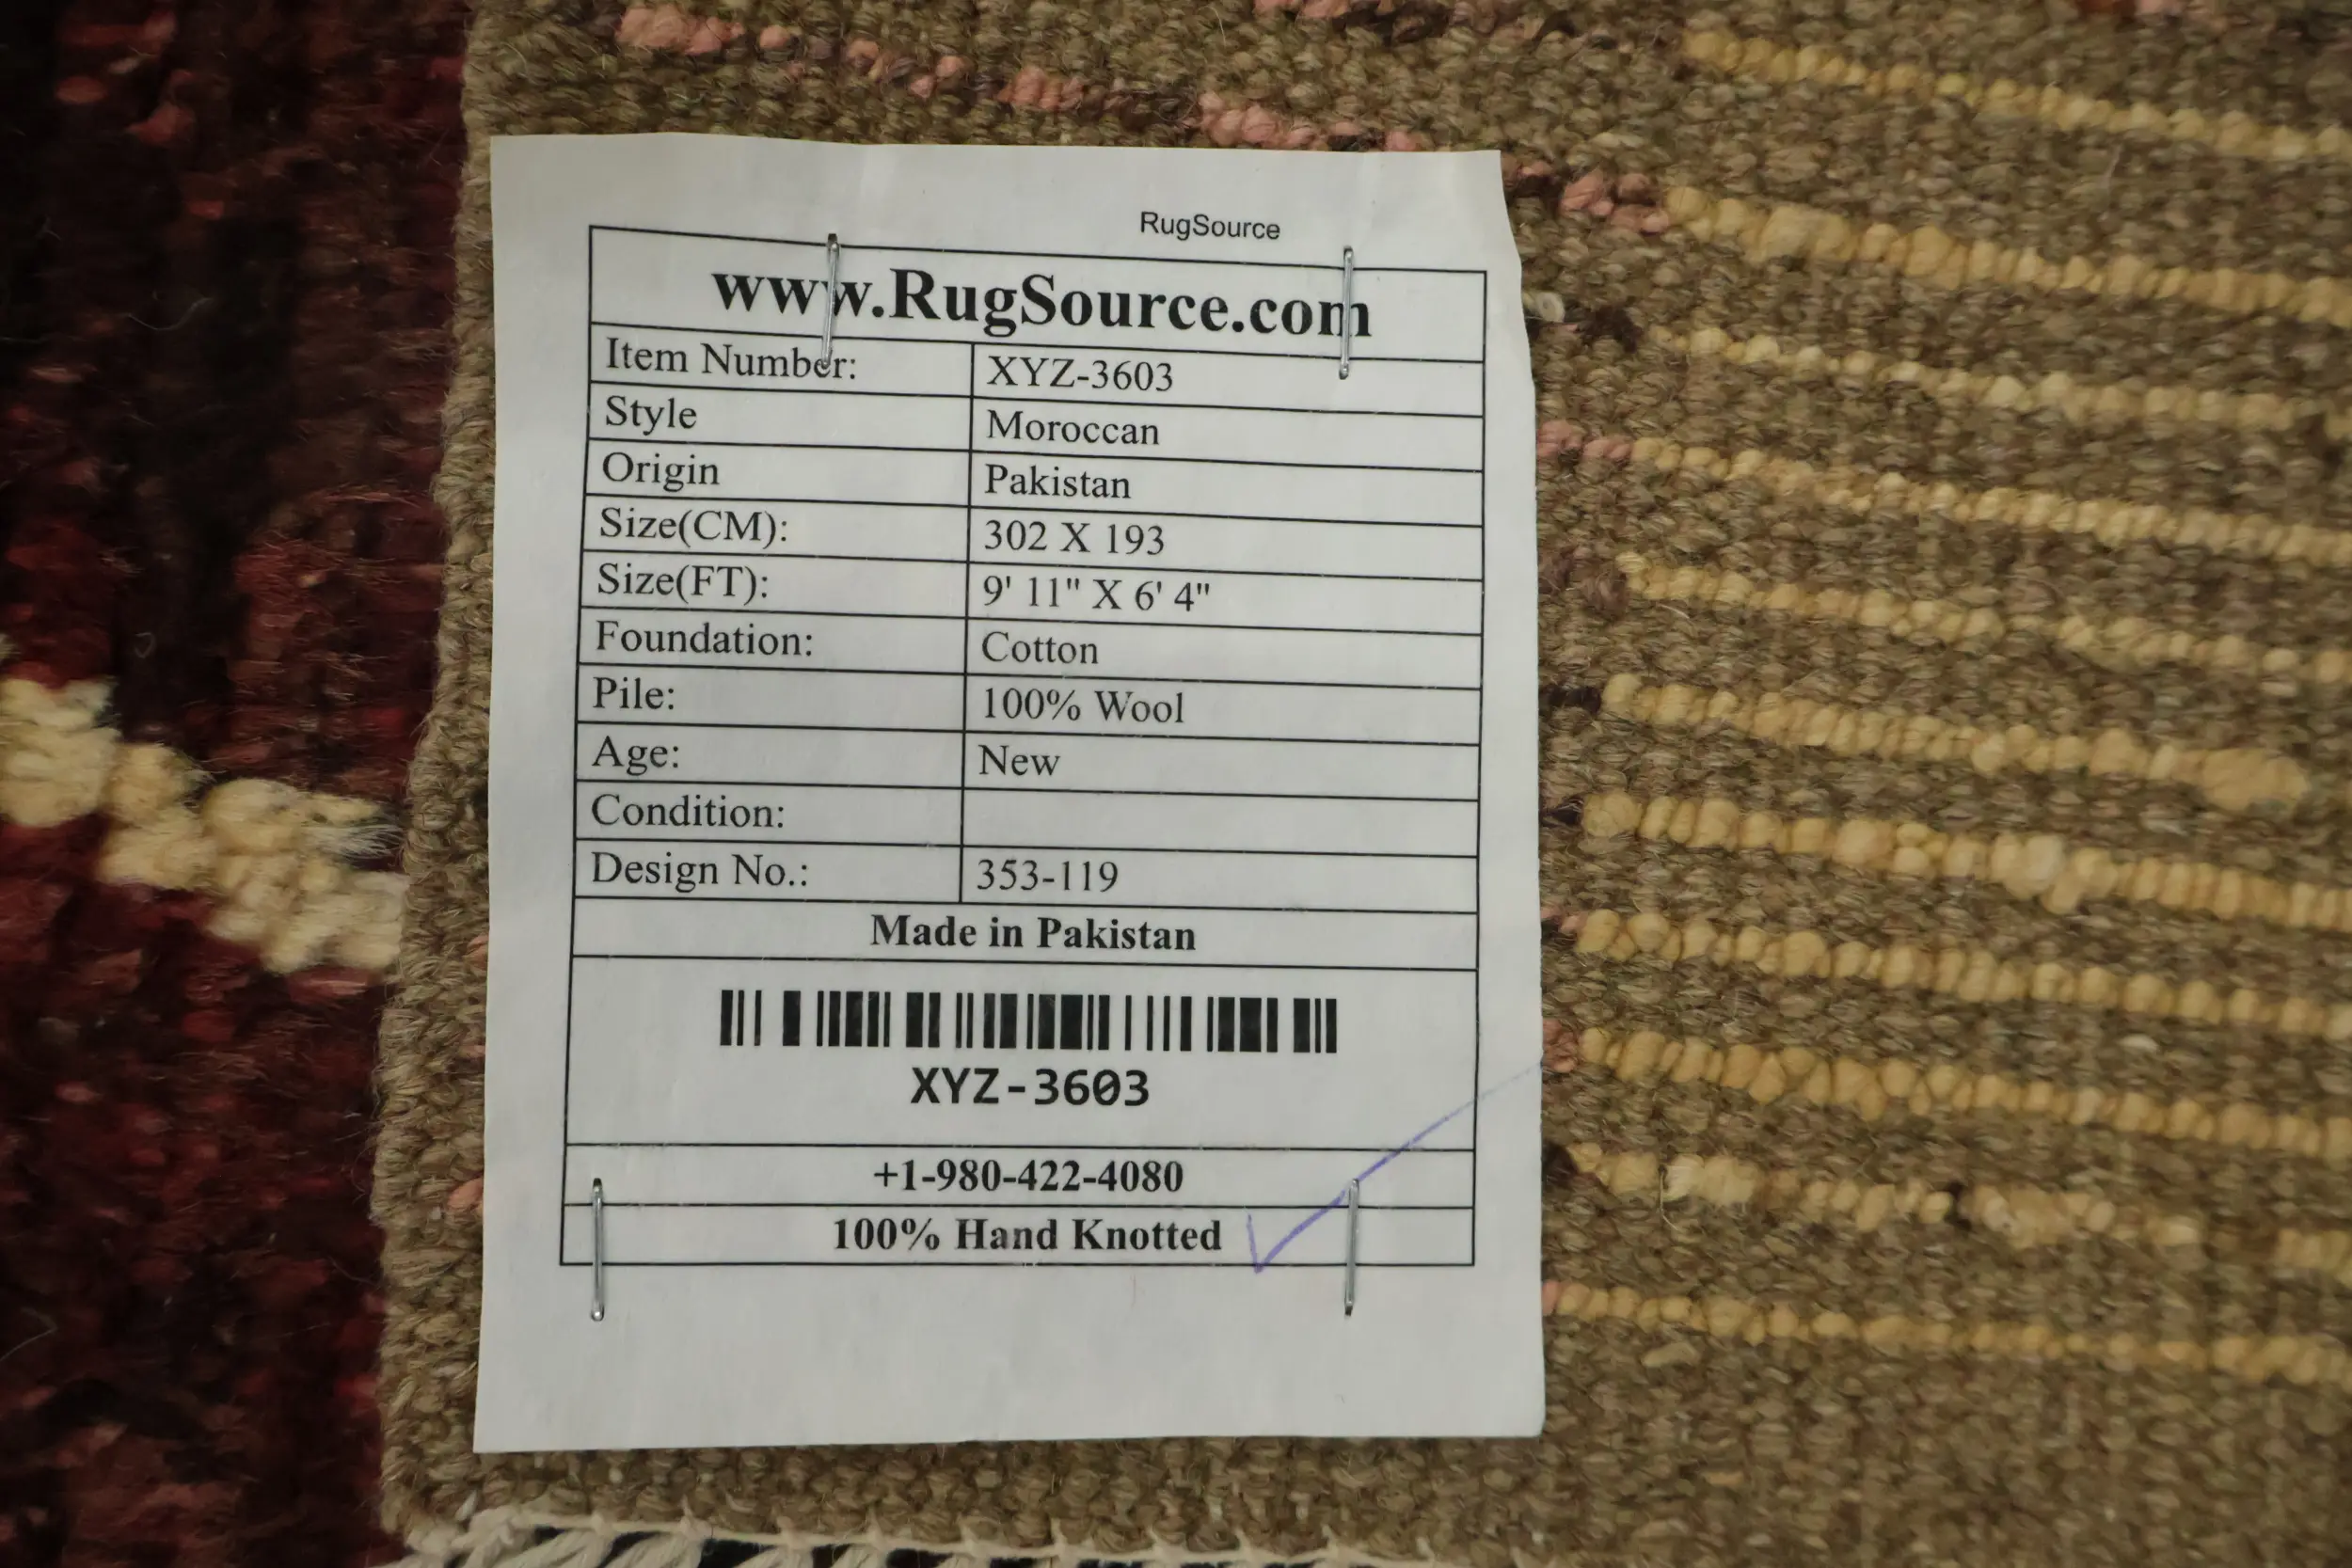 RugSource
www.RugSource.com
Item Number: XYZ-3603
Style Moroccan
Origin Pakistan
Size(CM): 302 X 193
Size(FT): 9' 11" X 6' 4"
Foundation: Cotton
Pile: 100% Wool
Age: New
Condition:
Design No.: 353-119
Made in Pakistan
XYZ-3603
+1-980-422-4080
100% Hand Knotted